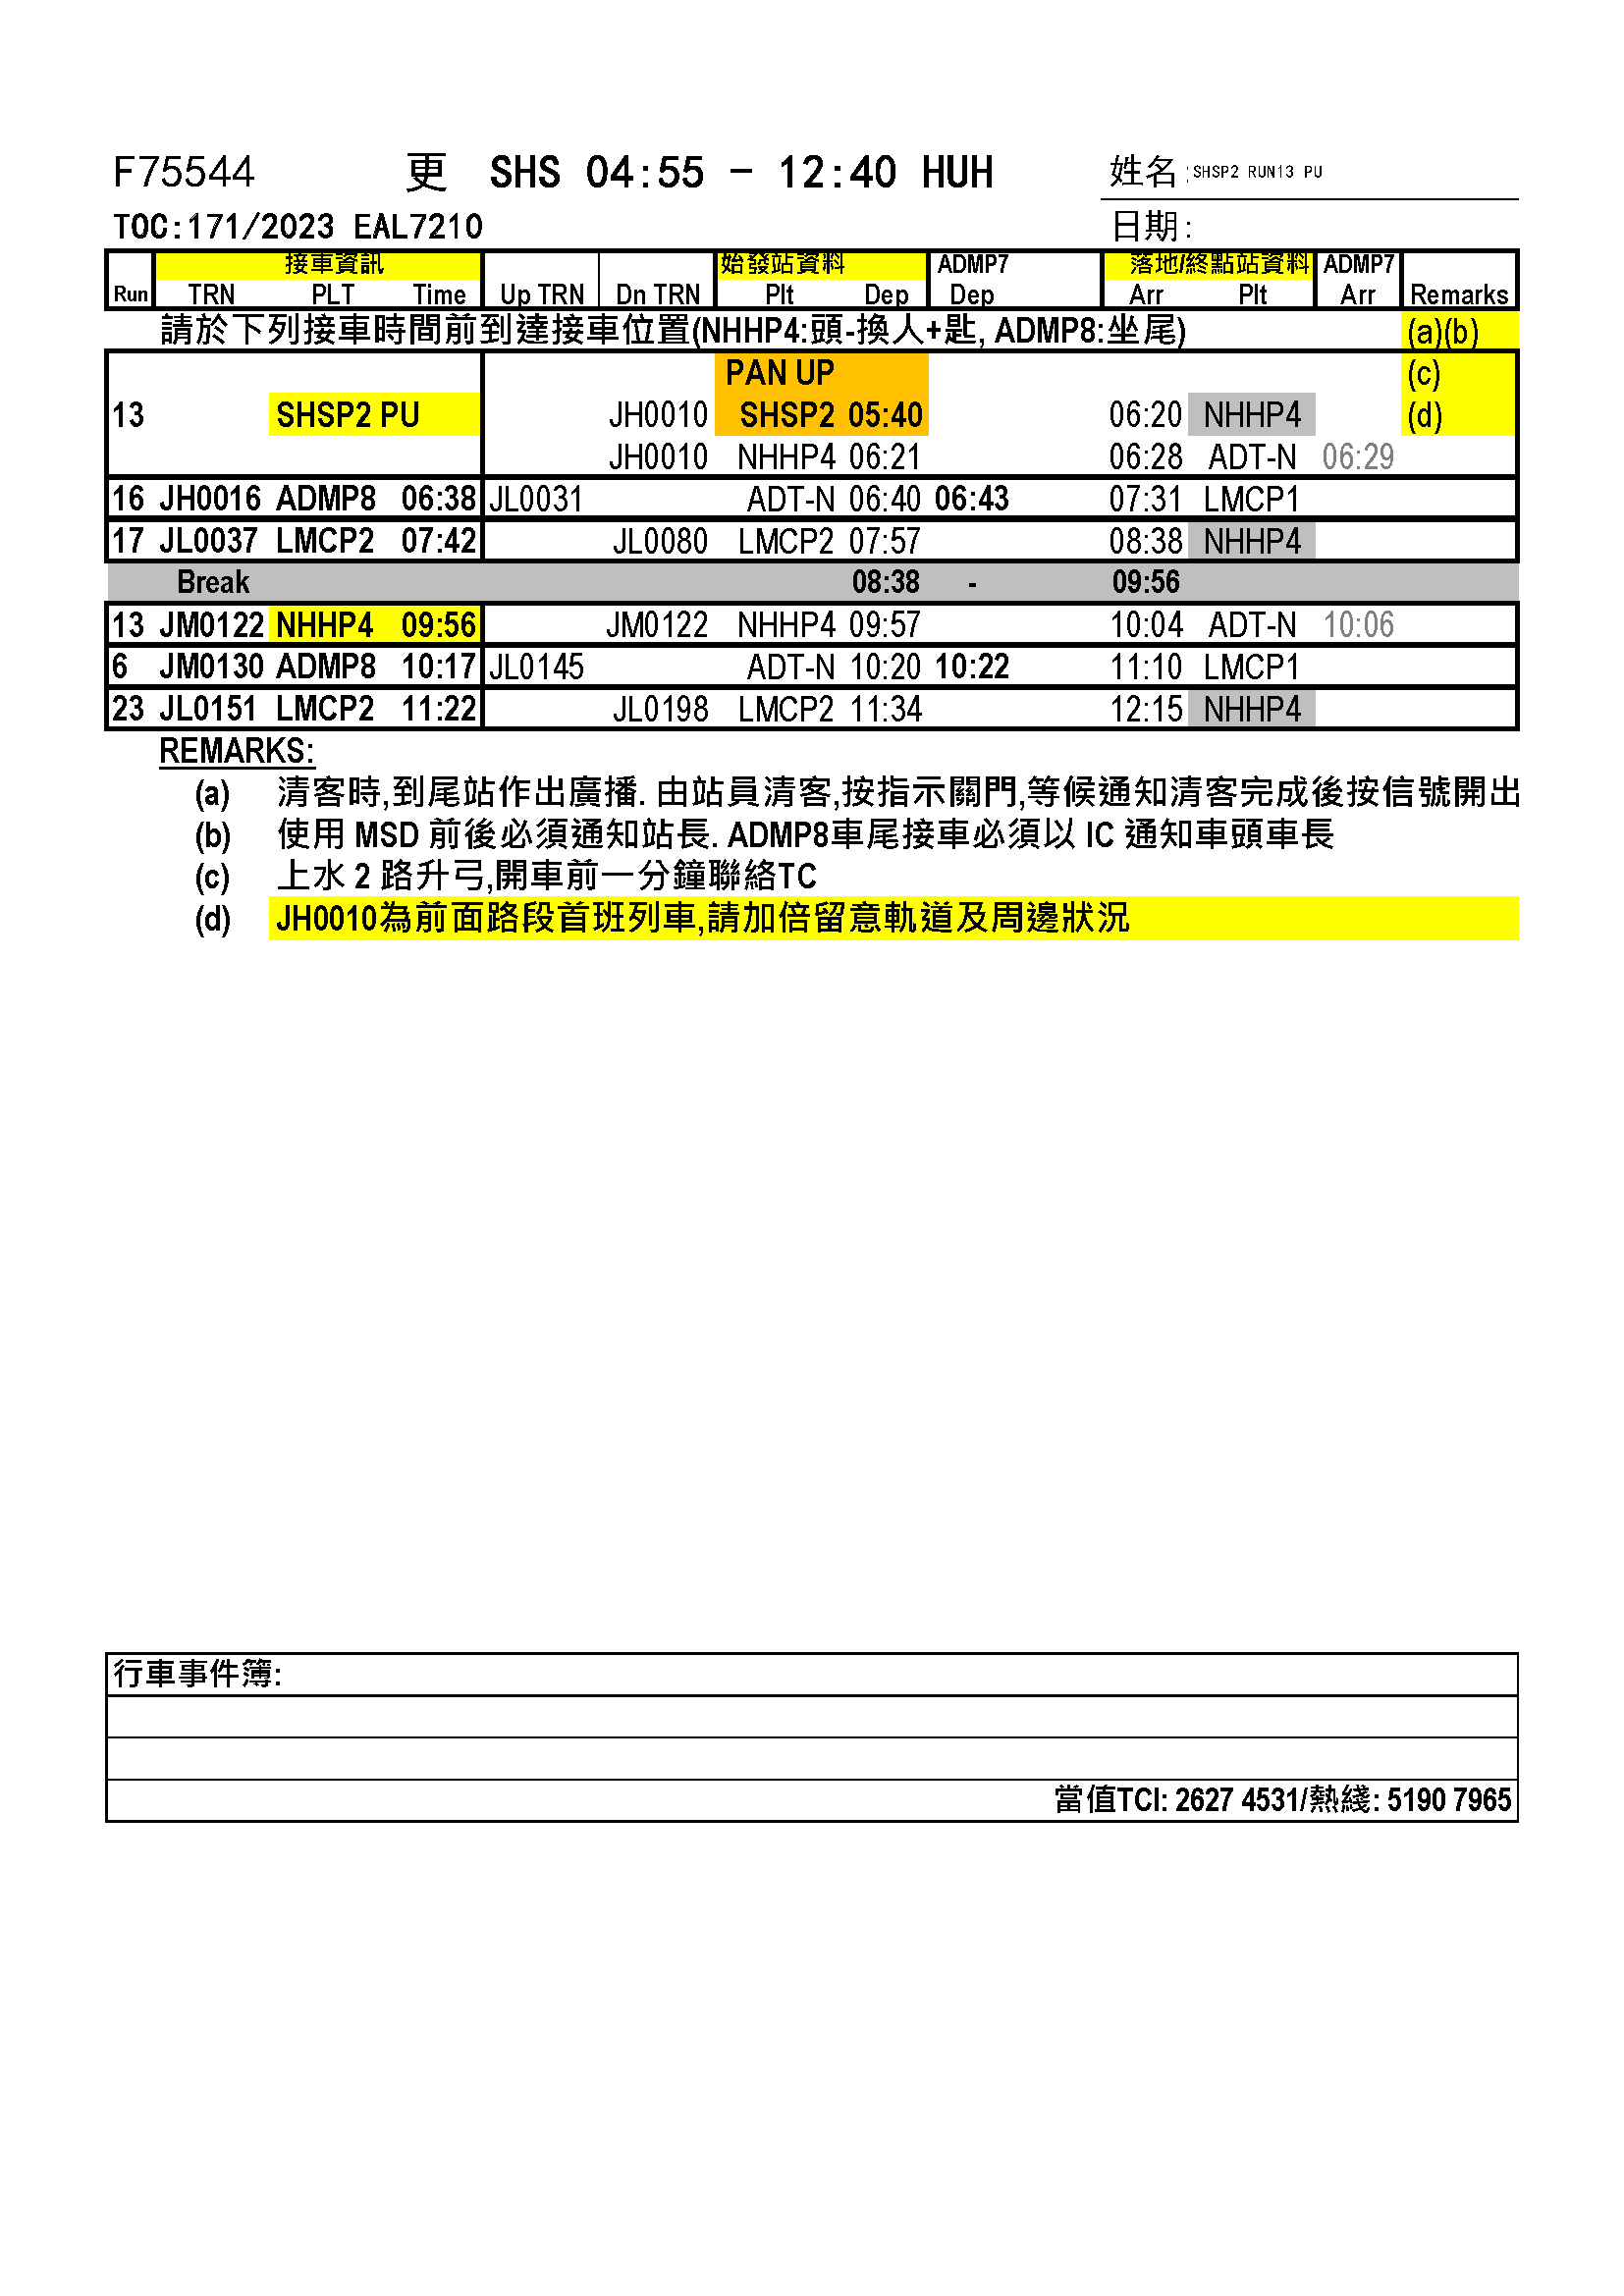 F75544 更 SHS 04:55 - 12:40 HUH 姓名:SHSP2 RUN13 PU
TOC:171/2023 EAL7210 日期:
接車資訊 始發站資料 ADMP7 落地/終點站資料 ADMP7
Run TRN PLT Time Up TRN Dn TRN Plt Dep Dep Arr Plt Arr Remarks
請於下列接車時間前到達接車位置(NHHP4:頭-換人+匙, ADMP8:坐尾) (a)(b)
PAN UP (c)
13 SHSP2 PU JH0010 SHSP2 05:40 06:20 NHHP4 (d)
JH0010 NHHP4 06:21 06:28 ADT-N 06:29
16 JH0016 ADMP8 06:38 JL0031 ADT-N 06:40 06:43 07:31 LMCP1
17 JL0037 LMCP2 07:42 JL0080 LMCP2 07:57 08:38 NHHP4
Break 08:38 - 09:56
13 JM0122 NHHP4 09:56 JM0122 NHHP4 09:57 10:04 ADT-N 10:06
6 JM0130 ADMP8 10:17 JL0145 ADT-N 10:20 10:22 11:10 LMCP1
23 JL0151 LMCP2 11:22 JL0198 LMCP2 11:34 12:15 NHHP4
REMARKS:
(a) 清客時,到尾站作出廣播. 由站員清客,按指示關門,等候通知清客完成後按信號開出
(b) 使用 MSD 前後必須通知站長. ADMP8車尾接車必須以 IC 通知車頭車長
(c) 上水 2 路升弓,開車前一分鐘聯絡TC
(d) JH0010為前面路段首班列車,請加倍留意軌道及周邊狀況
行車事件簿:
當值TCI: 2627 4531/熱綫: 5190 7965